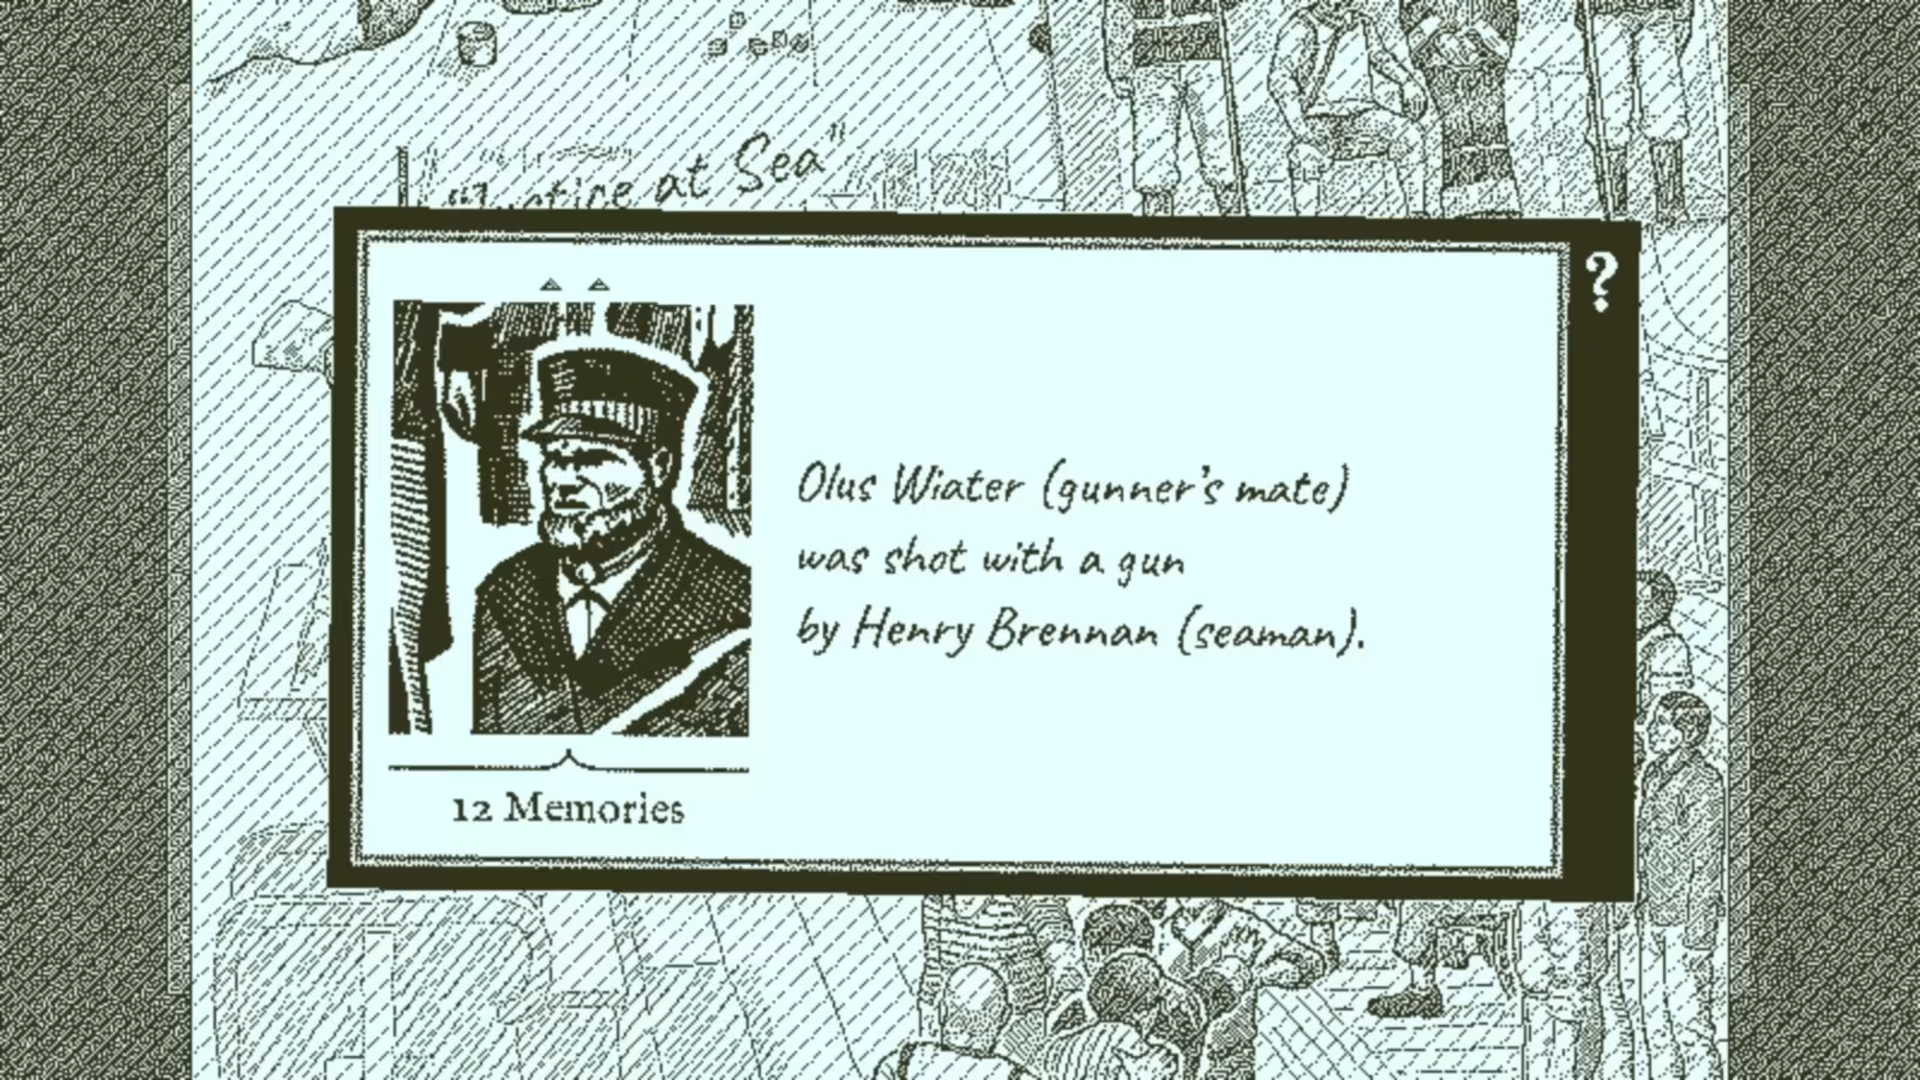 at Sea"
?
Olus Wiater (gunner's mate)
was shot with a gun
by Henry Brennan (seaman).
12 Memories